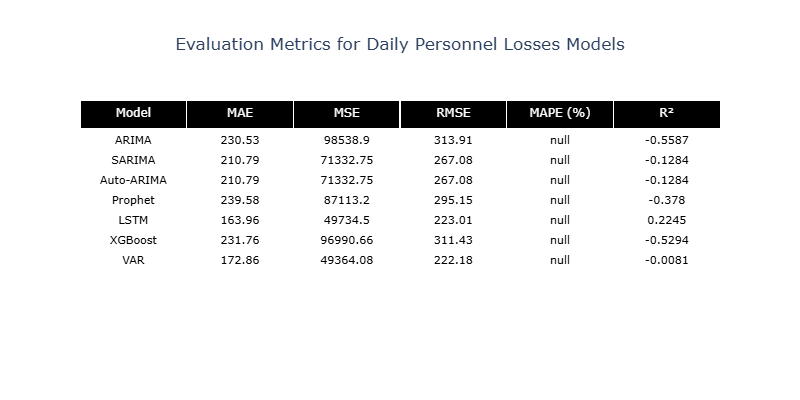 Evaluation Metrics for Daily Personnel Losses Models
Model MAE MSE RMSE MAPE (%) R²
ARIMA 230.53 98538.9 313.91 null -0.5587
SARIMA 210.79 71332.75 267.08 null -0.1284
Auto-ARIMA 210.79 71332.75 267.08 null -0.1284
Prophet 239.58 87113.2 295.15 null -0.378
LSTM 163.96 49734.5 223.01 null 0.2245
XGBoost 231.76 96990.66 311.43 null -0.5294
VAR 172.86 49364.08 222.18 null -0.0081